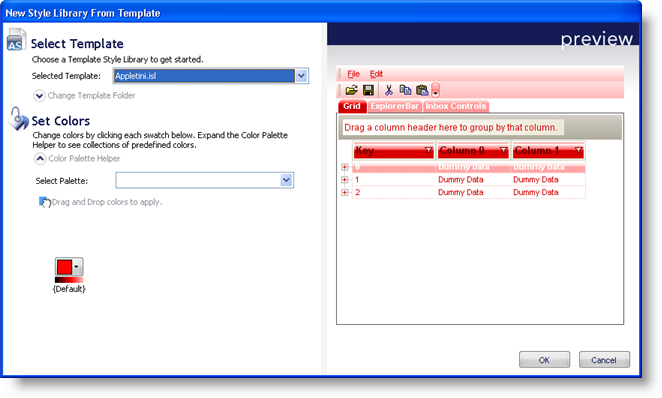 New Style Library From Template
AS
Select Template
Choose a Template Style Library to get started.
Selected Template: Appletini.isl
Change Template Folder
Set Colors
Change colors by clicking each swatch below. Expand the Color Palette
Helper to see collections of predefined colors.
Color Palette Helper
Select Palette:
Drag and Drop colors to apply.
{Default}
preview
File Edit
Grid ExplorerBar Inbox Controls
Drag a column header here to group by that column.
Key Column 0 Column 1
0 Dummy Data Dummy Data
1 Dummy Data Dummy Data
2 Dummy Data Dummy Data
OK Cancel